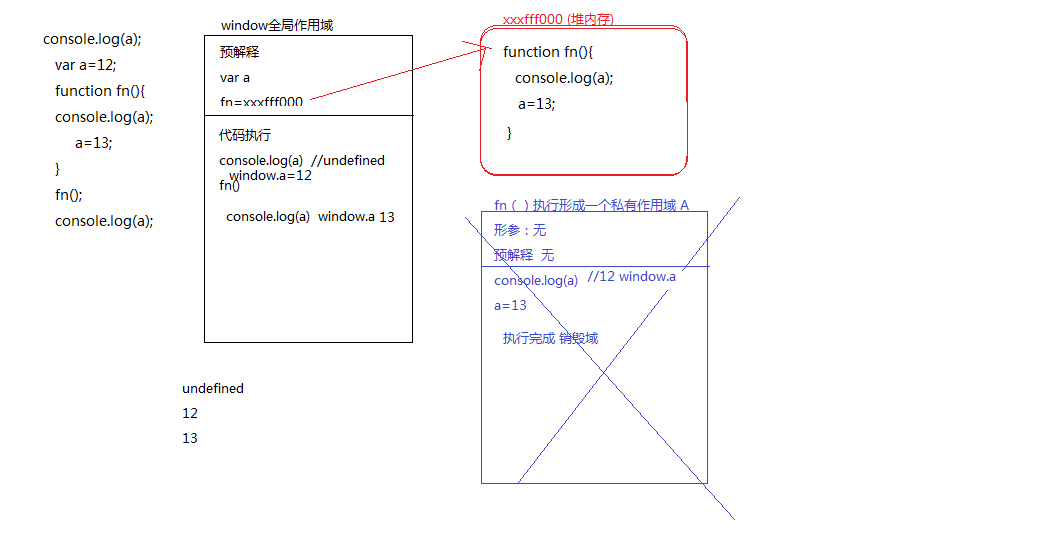 console.log(a);
var a=12;
function fn(){
console.log(a);
a=13;
}
fn();
console.log(a);
window全局作用域
预解释
var a
fn=xxxfff000
代码执行
console.log(a) //undefined
window.a=12
fn()
console.log(a) window.a 13
xxxfff000 (堆内存)
function fn(){
console.log(a);
a=13;
}
fn ( ) 执行形成一个私有作用域 A
形参：无
预解释 无
console.log(a) //12 window.a
a=13
执行完成 销毁域
undefined
12
13